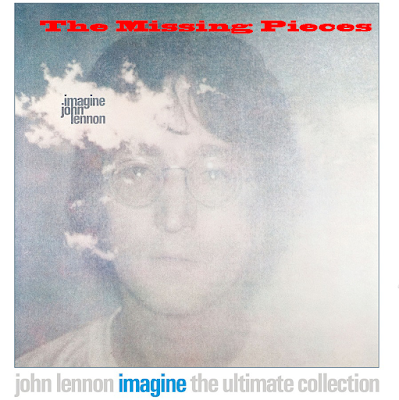 The Missing Pieces
imagine
john
lennon
john lennon imagine the ultimate collection